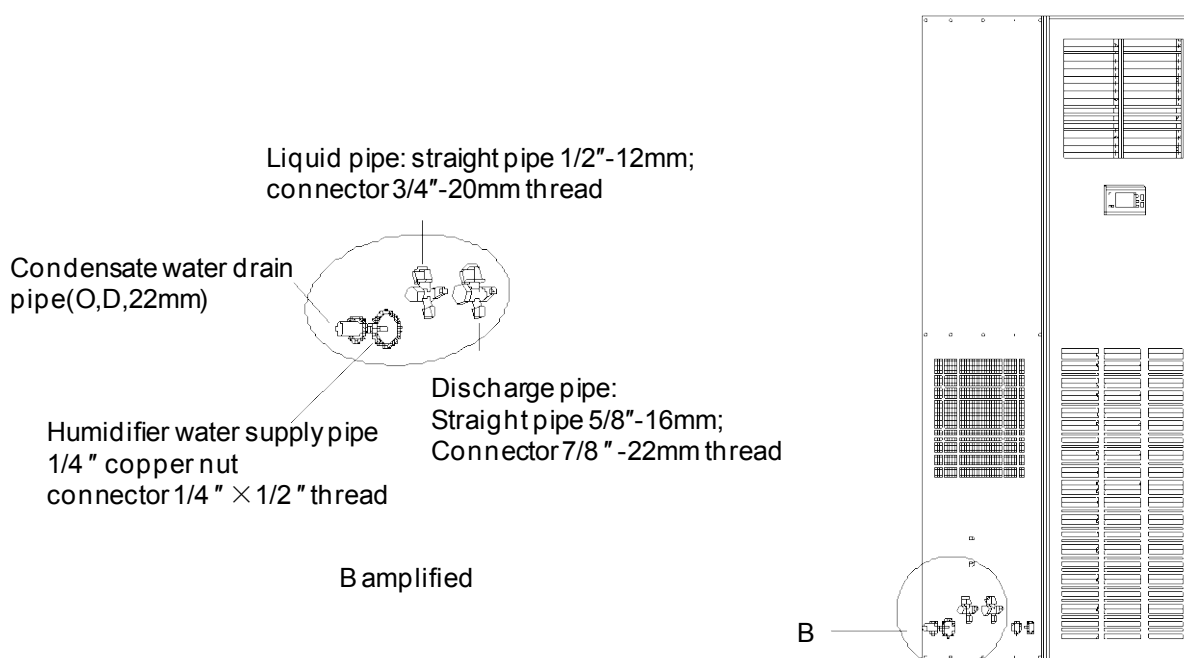 Liquid pipe: straight pipe 1/2″-12mm;
connector 3/4″-20mm thread
Condensate water drain
pipe(O,D,22mm)
Discharge pipe:
Straight pipe 5/8″-16mm;
Connector 7/8 ″ -22mm thread
Humidifier water supply pipe
1/4 ″ copper nut
connector 1/4 ″ ×1/2 ″ thread
B amplified
B